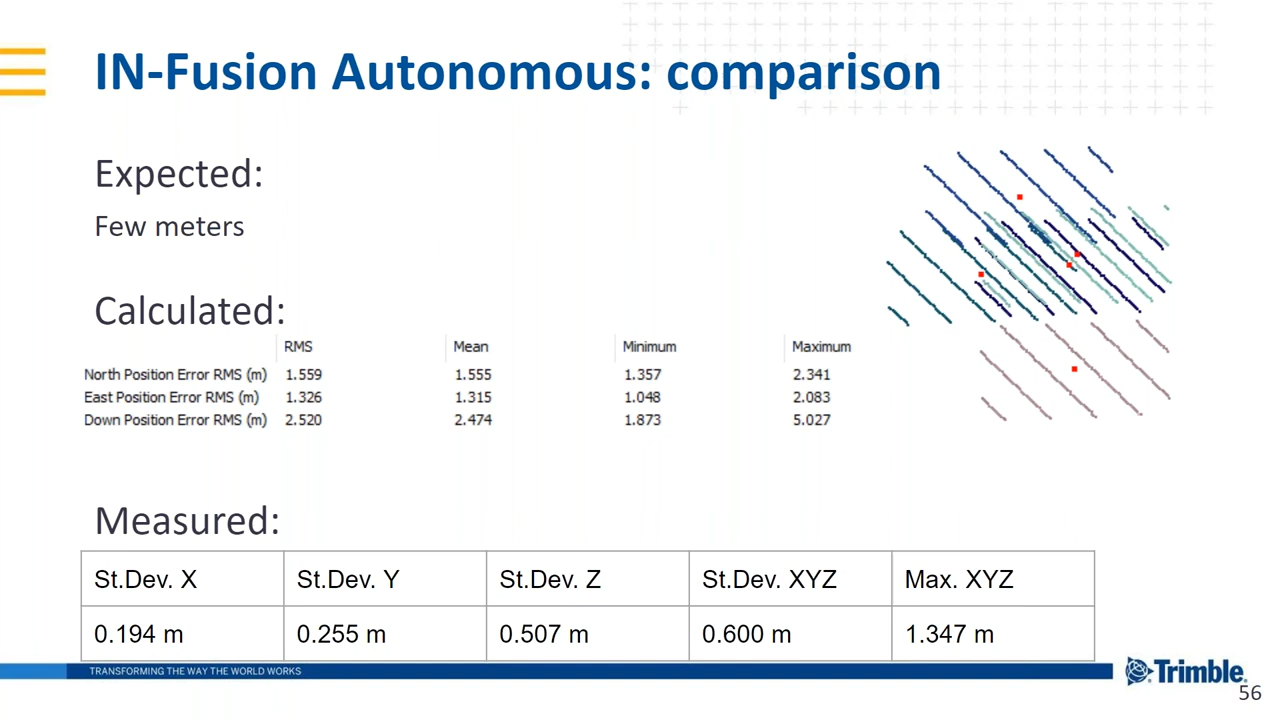 IN-Fusion Autonomous: comparison
Expected:
Few meters
Calculated:
RMS Mean Minimum Maximum
North Position Error RMS (m) 1.559 1.555 1.357 2.341
East Position Error RMS (m) 1.326 1.315 1.048 2.083
Down Position Error RMS (m) 2.520 2.474 1.873 5.027
Measured:
St.Dev. X St.Dev. Y St.Dev. Z St.Dev. XYZ Max. XYZ
0.194 m 0.255 m 0.507 m 0.600 m 1.347 m
TRANSFORMING THE WAY THE WORLD WORKS
Trimble.
56